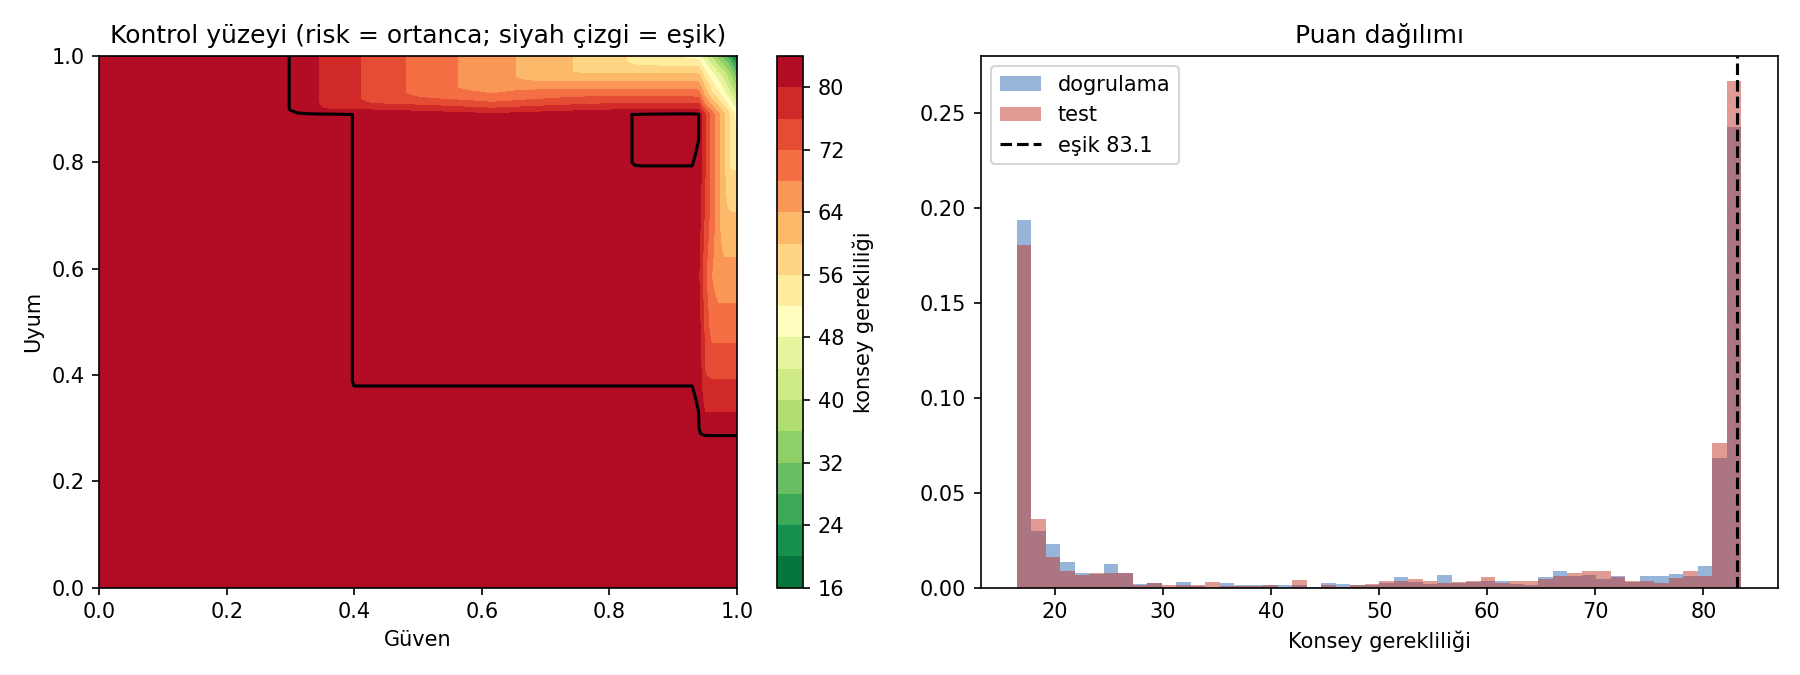 Kontrol yüzeyi (risk = ortanca; siyah çizgi = eşik)
1.0
0.8
0.6
0.4
0.2
0.0
Uyum
0.0 0.2 0.4 0.6 0.8 1.0
Güven
80
72
64
56
48
40
32
24
16
konsey gerekliliği
Puan dağılımı
dogrulama
test
eşik 83.1
0.25
0.20
0.15
0.10
0.05
0.00
20 30 40 50 60 70 80
Konsey gerekliliği